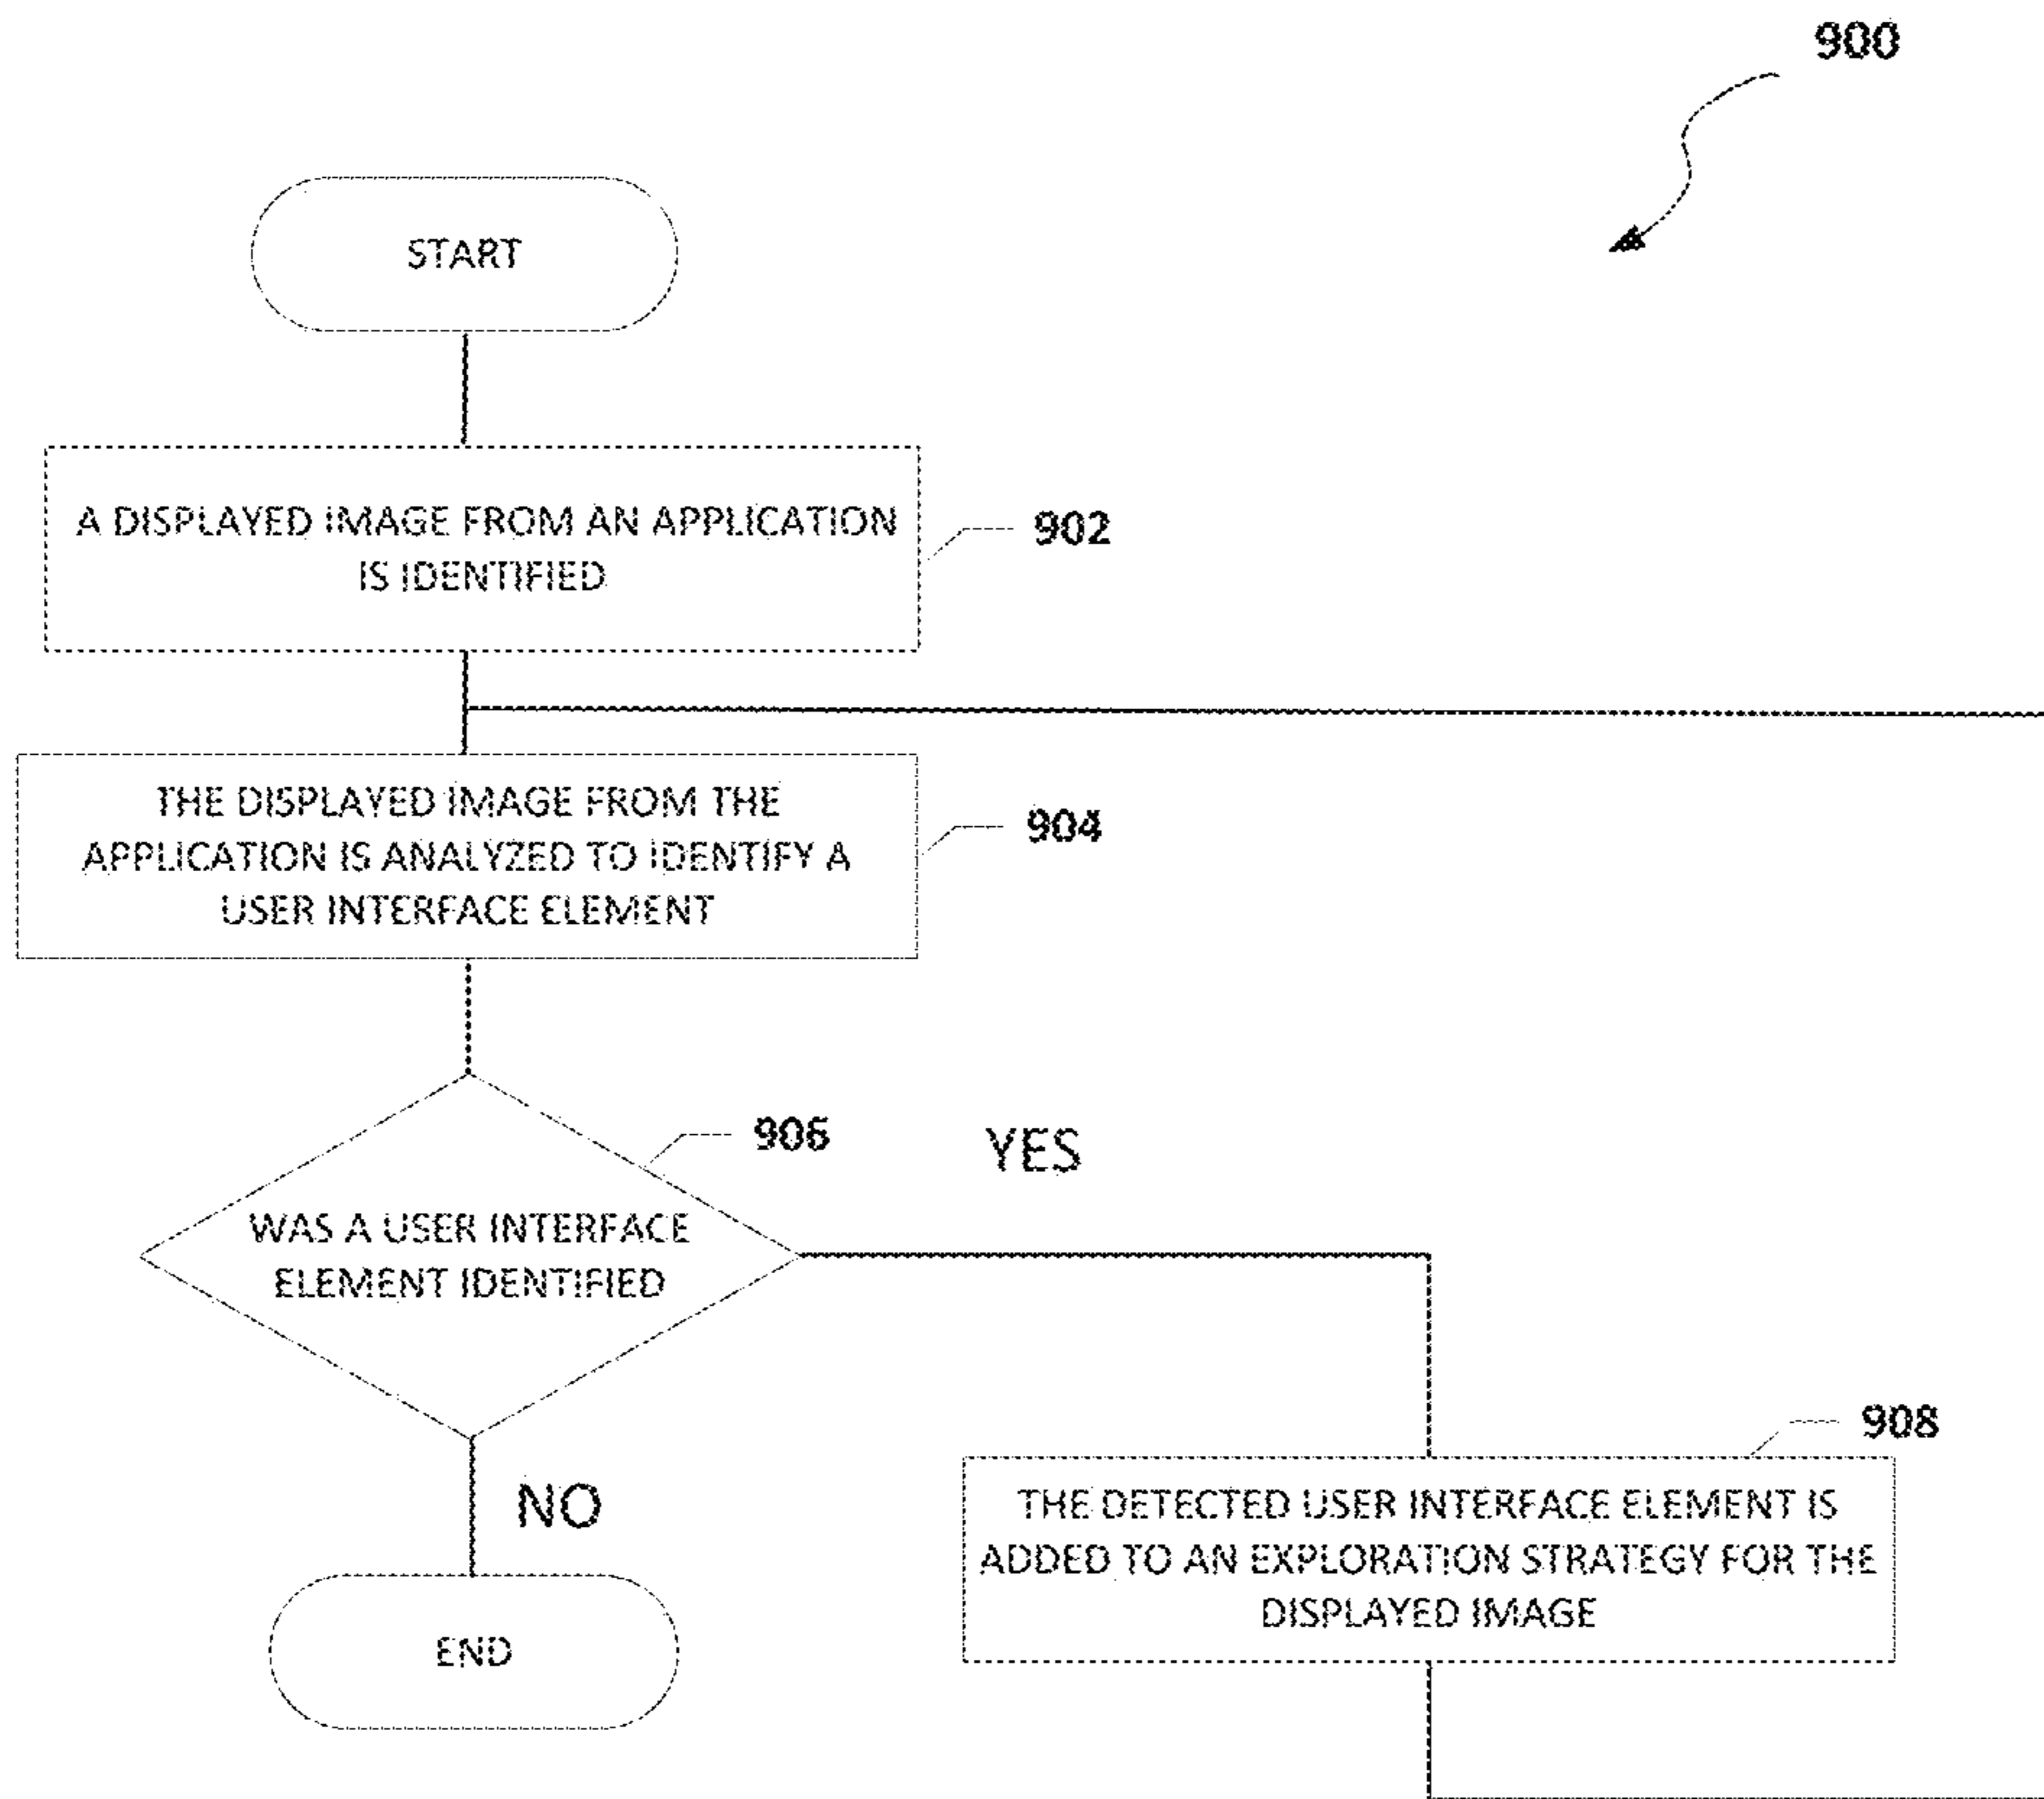 900
START
A DISPLAYED IMAGE FROM AN APPLICATION
IS IDENTIFIED
902
THE DISPLAYED IMAGE FROM THE
APPLICATION IS ANALYZED TO IDENTIFY A
USER INTERFACE ELEMENT
904
906
YES
WAS A USER INTERFACE
ELEMENT IDENTIFIED
908
NO
THE DETECTED USER INTERFACE ELEMENT IS
ADDED TO AN EXPLORATION STRATEGY FOR THE
DISPLAYED IMAGE
END